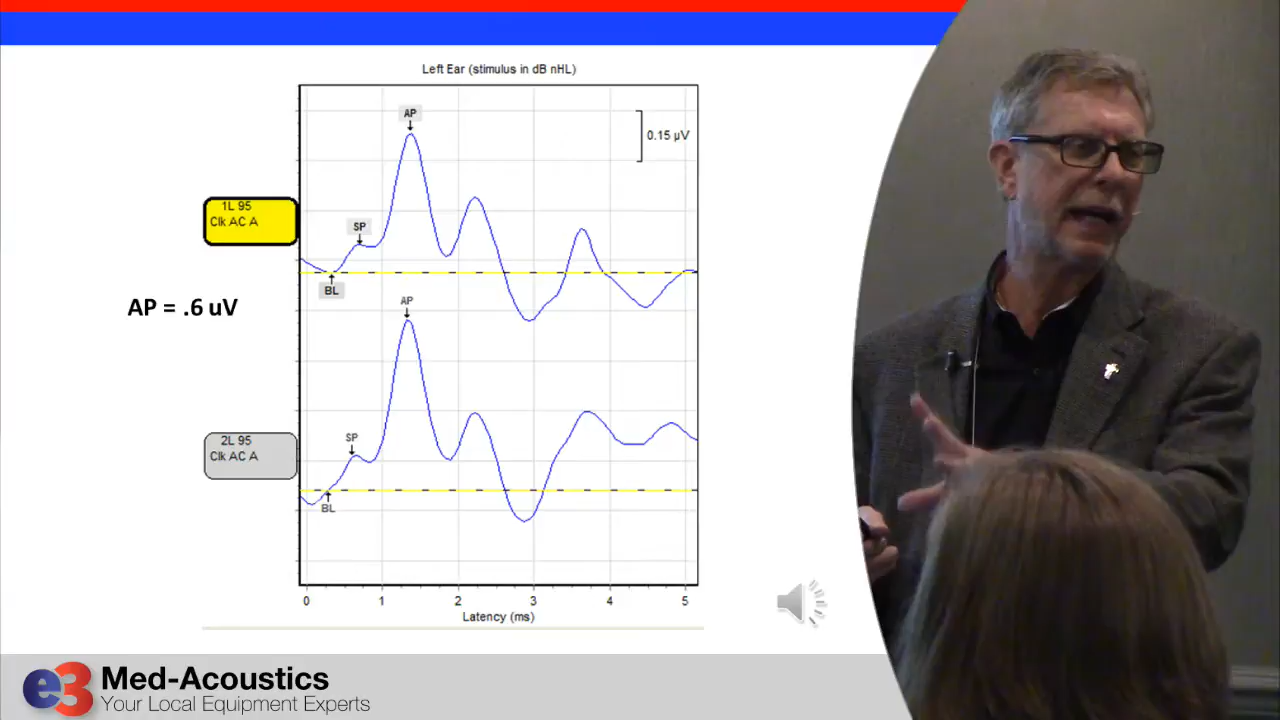 Left Ear (stimulus in dB nHL)
AP
0.15 µV
1L 95
Clk AC A
SP
BL
AP = .6 uV
AP
2L 95
Clk AC A
SP
BL
0 1 2 3 4 5
Latency (ms)
e3 Med-Acoustics
Your Local Equipment Experts